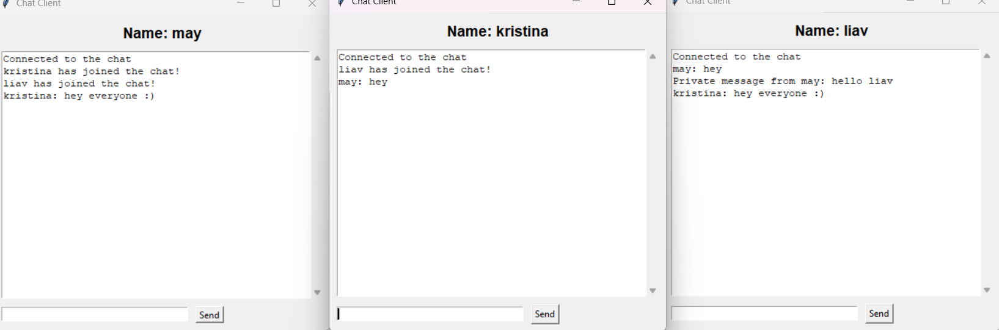 Chat Client
Name: may
Connected to the chat
kristina has joined the chat!
liav has joined the chat!
kristina: hey everyone :)
Send
Chat Client
Name: kristina
Connected to the chat
liav has joined the chat!
may: hey
Send
Chat Client
Name: liav
Connected to the chat
may: hey
Private message from may: hello liav
kristina: hey everyone :)
Send